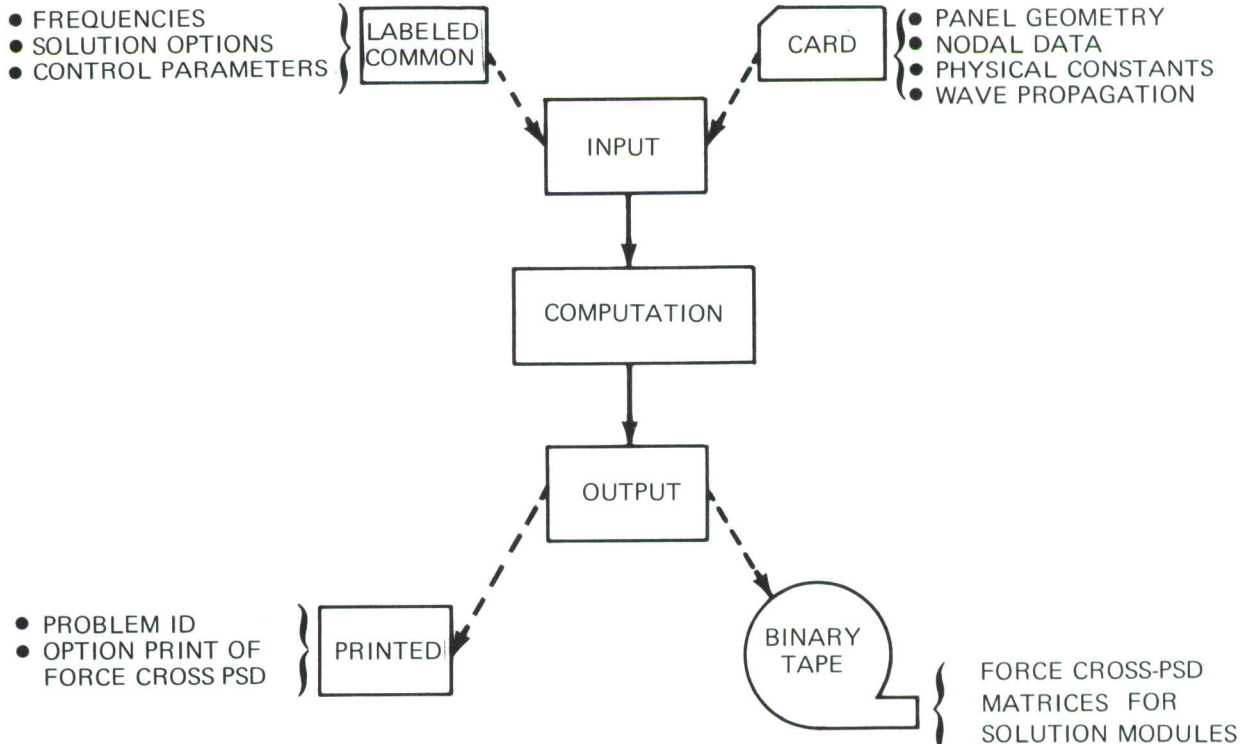 ● FREQUENCIES
● SOLUTION OPTIONS
● CONTROL PARAMETERS
LABELED
COMMON
CARD
● PANEL GEOMETRY
● NODAL DATA
● PHYSICAL CONSTANTS
● WAVE PROPAGATION
INPUT
COMPUTATION
OUTPUT
● PROBLEM ID
● OPTION PRINT OF
FORCE CROSS PSD
PRINTED
BINARY
TAPE
FORCE CROSS-PSD
MATRICES FOR
SOLUTION MODULES